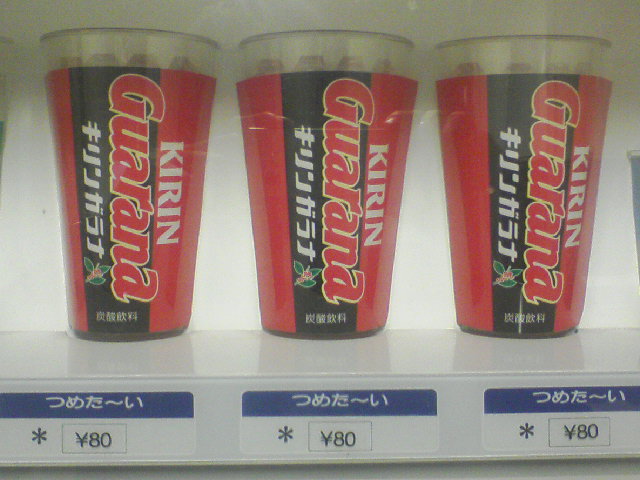 KIRIN
Guarana
キリンガラナ
炭酸飲料
KIRIN
Guarana
キリンガラナ
炭酸飲料
KIRIN
Guarana
キリンガラナ
炭酸飲料
つめた〜い
* ¥80
つめた〜い
* ¥80
つめた〜い
* ¥80